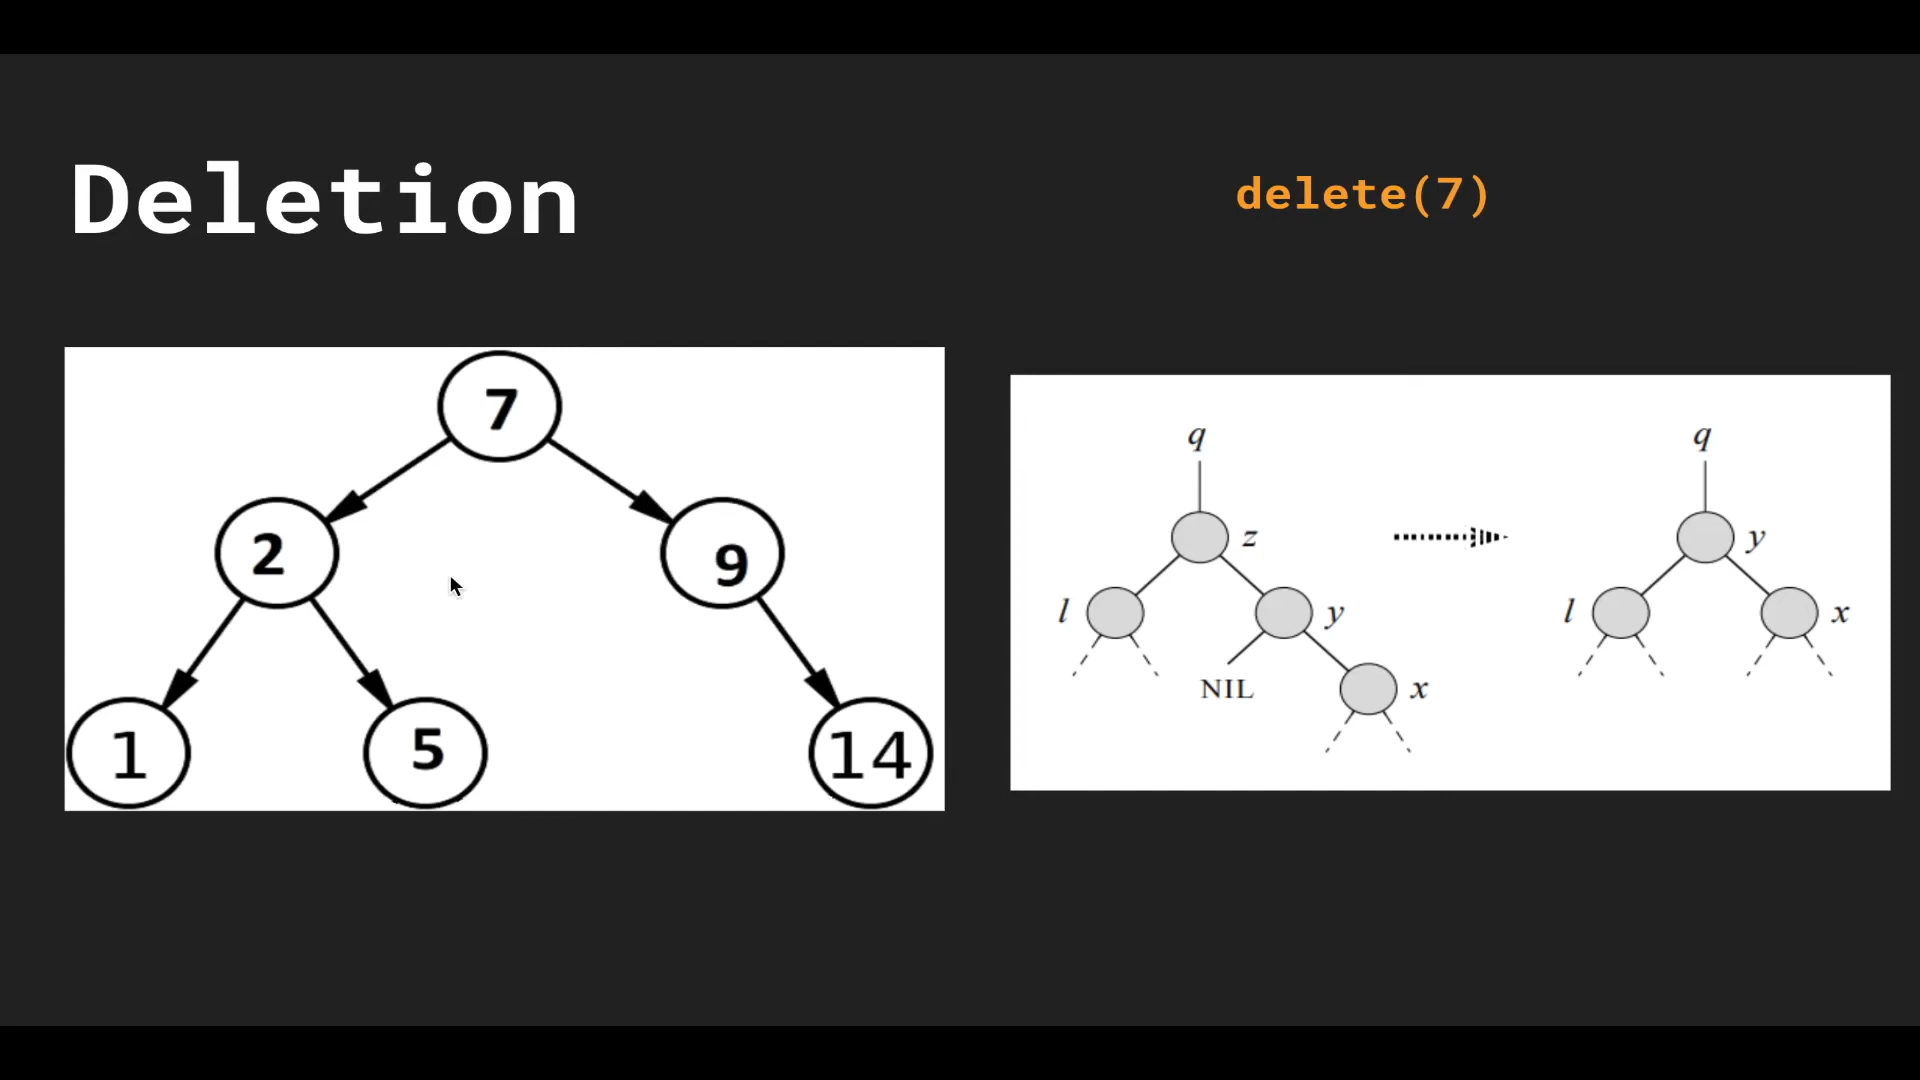 Deletion
delete(7)
7
2 9
1 5 14
q q
z y
l y l x
NIL x